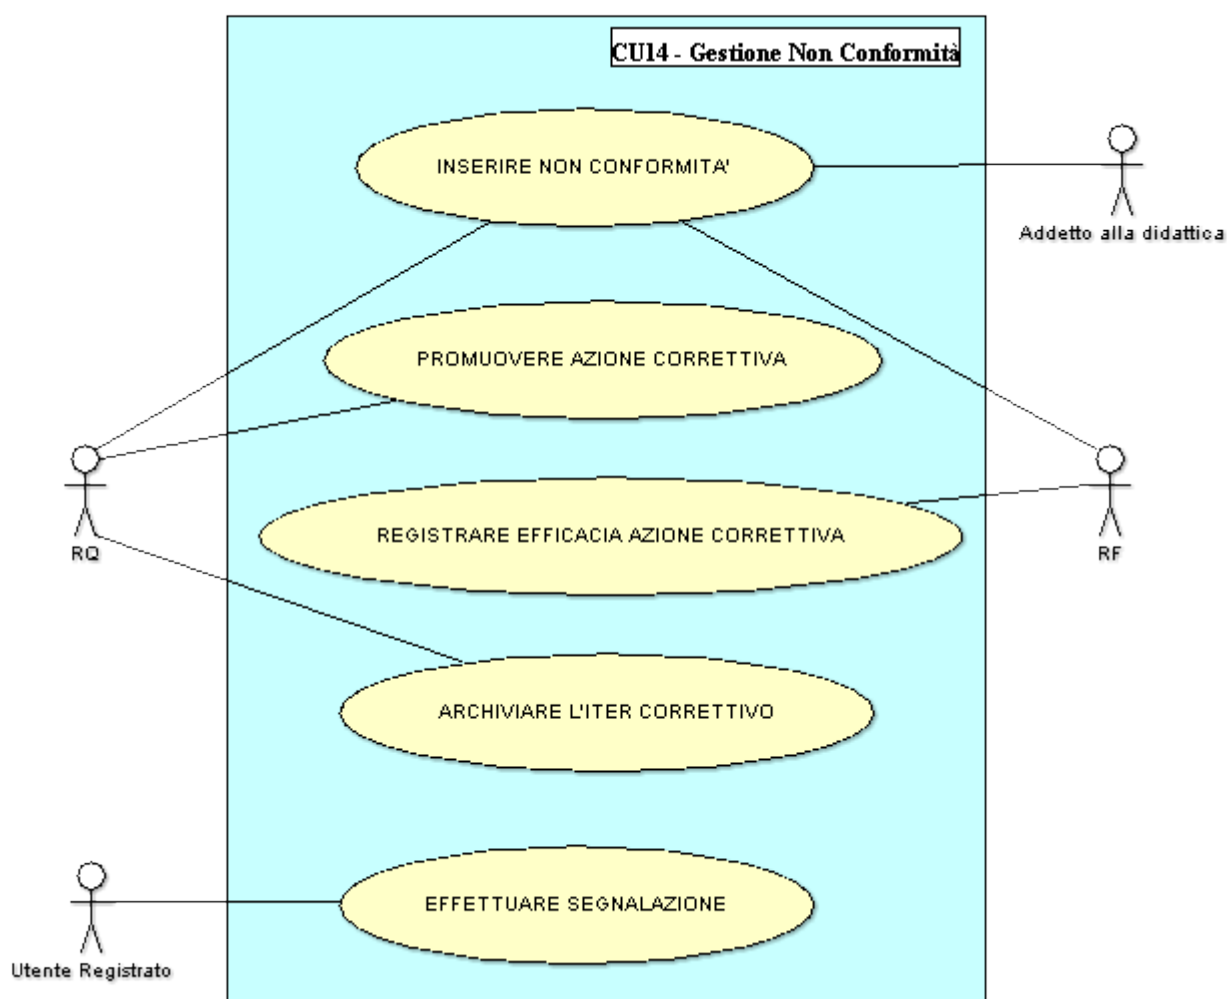 CU14 - Gestione Non Conformità
INSERIRE NON CONFORMITA'
Addetto alla didattica
PROMUOVERE AZIONE CORRETTIVA
REGISTRARE EFFICACIA AZIONE CORRETTIVA
RQ
RF
ARCHIVIARE L'ITER CORRETTIVO
EFFETTUARE SEGNALAZIONE
Utente Registrato